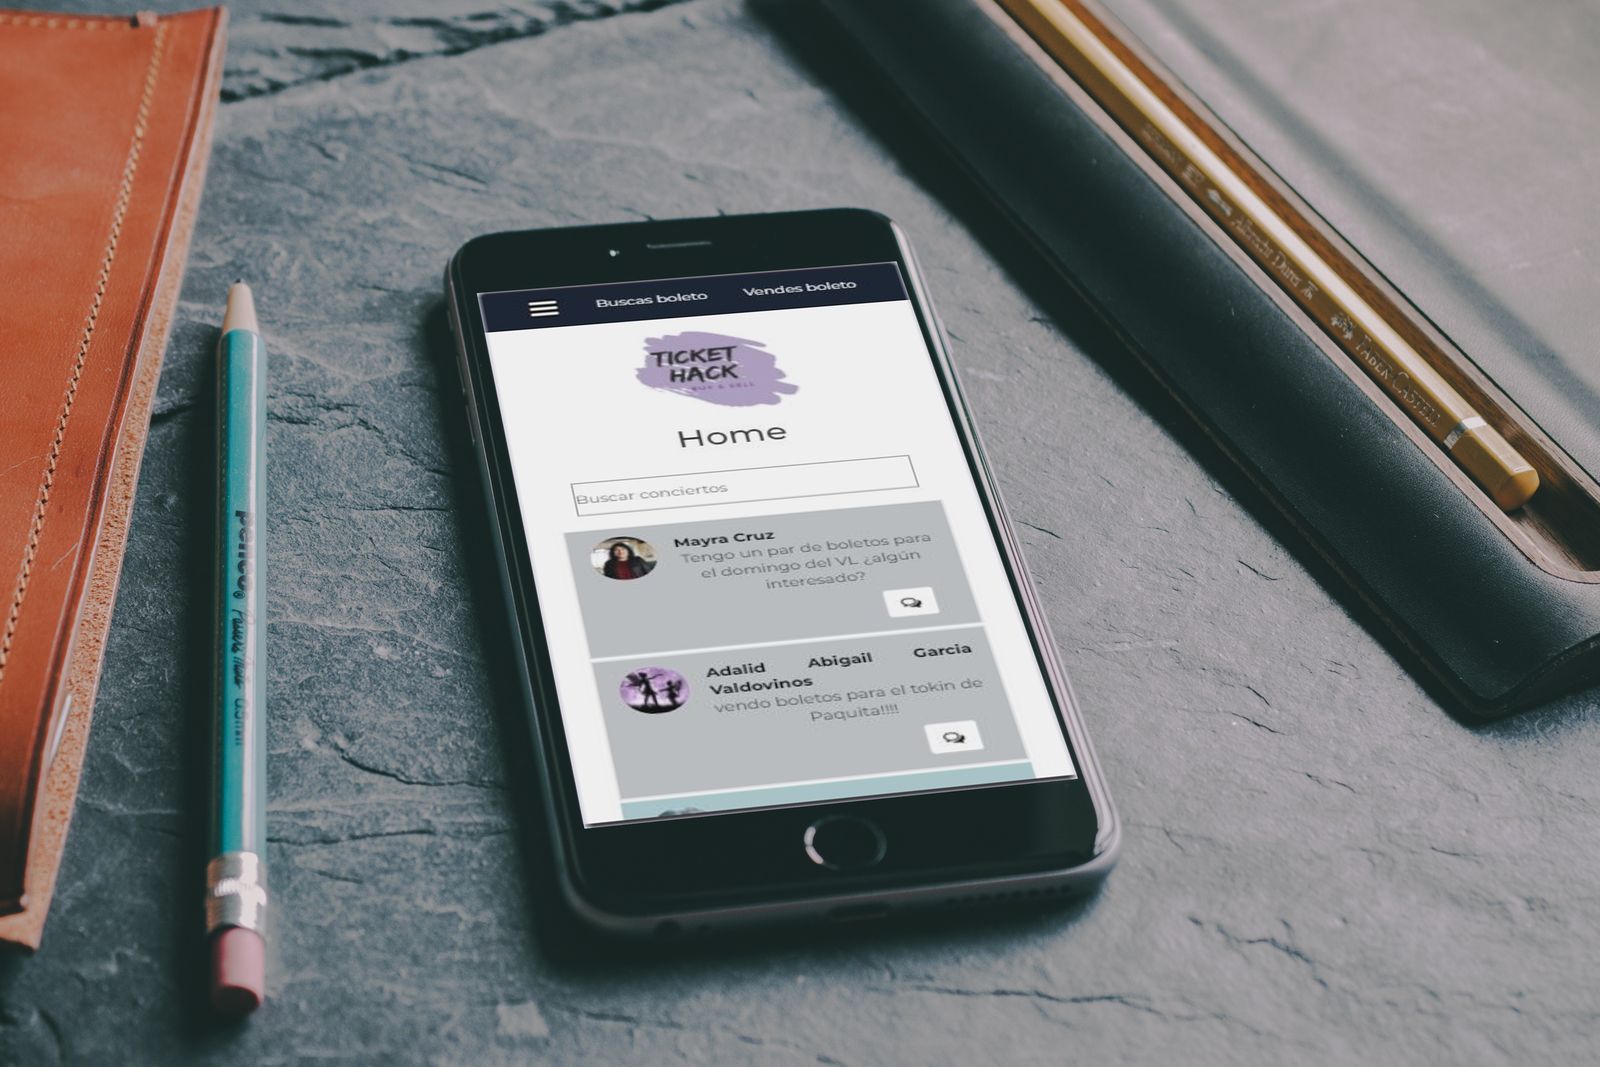 Buscas boleto
Vendes boleto
TICKET
HACK
BUY & SELL
Home
Buscar conciertos
Mayra Cruz
Tengo un par de boletos para
el domingo del VL ¿algún
interesado?
Adalid Abigail Garcia
Valdovinos
vendo boletos para el tokin de
Paquita!!!!
penco®
Albrecht Dürer
FABER-CASTELL